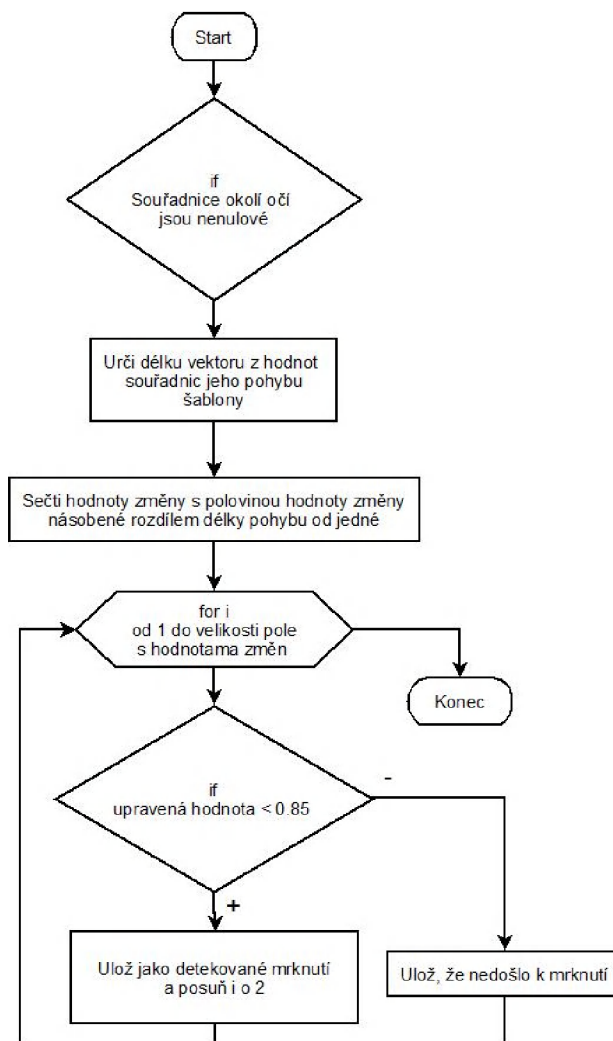 Start
if
Souřadnice okolí očí
jsou nenulové
Urči délku vektoru z hodnot
souřadnic jeho pohybu
šablony
Sečti hodnoty změny s polovinou hodnoty změny
násobené rozdílem délky pohybu od jedné
for i
od 1 do velikosti pole
s hodnotama změn
Konec
if
upravená hodnota < 0.85
-
+
Ulož jako detekované mrknutí
a posuň i o 2
Ulož, že nedošlo k mrknutí